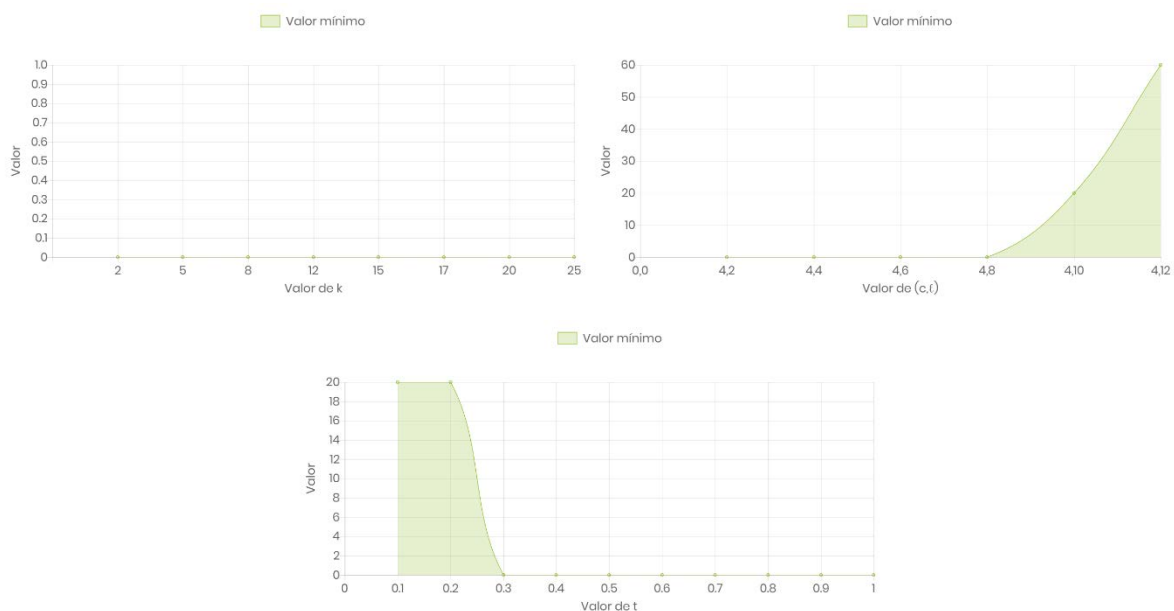 Valor mínimo
1.0
0.9
0.8
0.7
0.6
0.5
0.4
0.3
0.2
0.1
0
Valor
2 5 8 12 15 17 20 25
Valor de k
Valor mínimo
60
50
40
30
20
10
0
Valor
0,0 4,2 4,4 4,6 4,8 4,10 4,12
Valor de (c,ℓ)
Valor mínimo
20
18
16
14
12
10
8
6
4
2
0
Valor
0 0.1 0.2 0.3 0.4 0.5 0.6 0.7 0.8 0.9 1
Valor de t